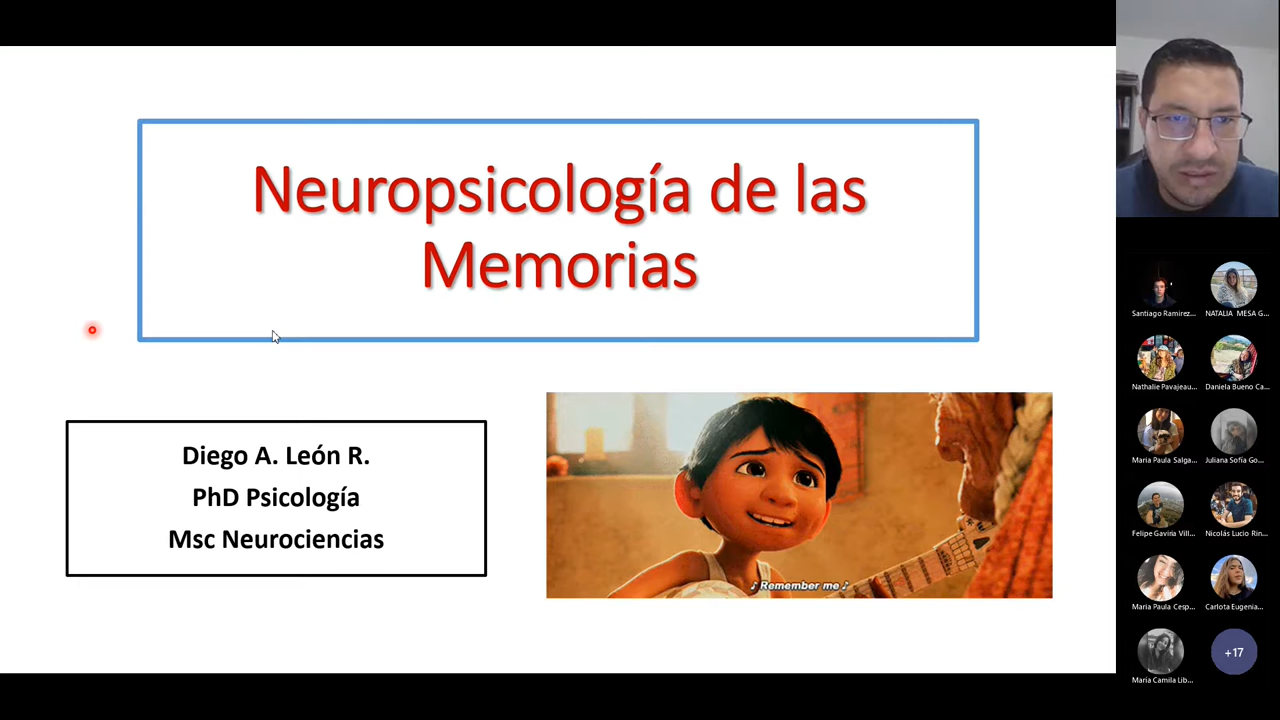 Neuropsicología de las
Memorias
Diego A. León R.
PhD Psicología
Msc Neurociencias
♪ Remember me ♪
Santiago Ramirez...
NATALIA MESA G...
Nathalie Pavajeau...
Daniela Bueno Ca...
Maria Paula Salga...
Juliana Sofía Go...
Felipe Gaviria Vill...
Nicolás Lucio Rin...
Maria Paula Cesp...
Carlota Eugenia...
María Camila Lib...
+17